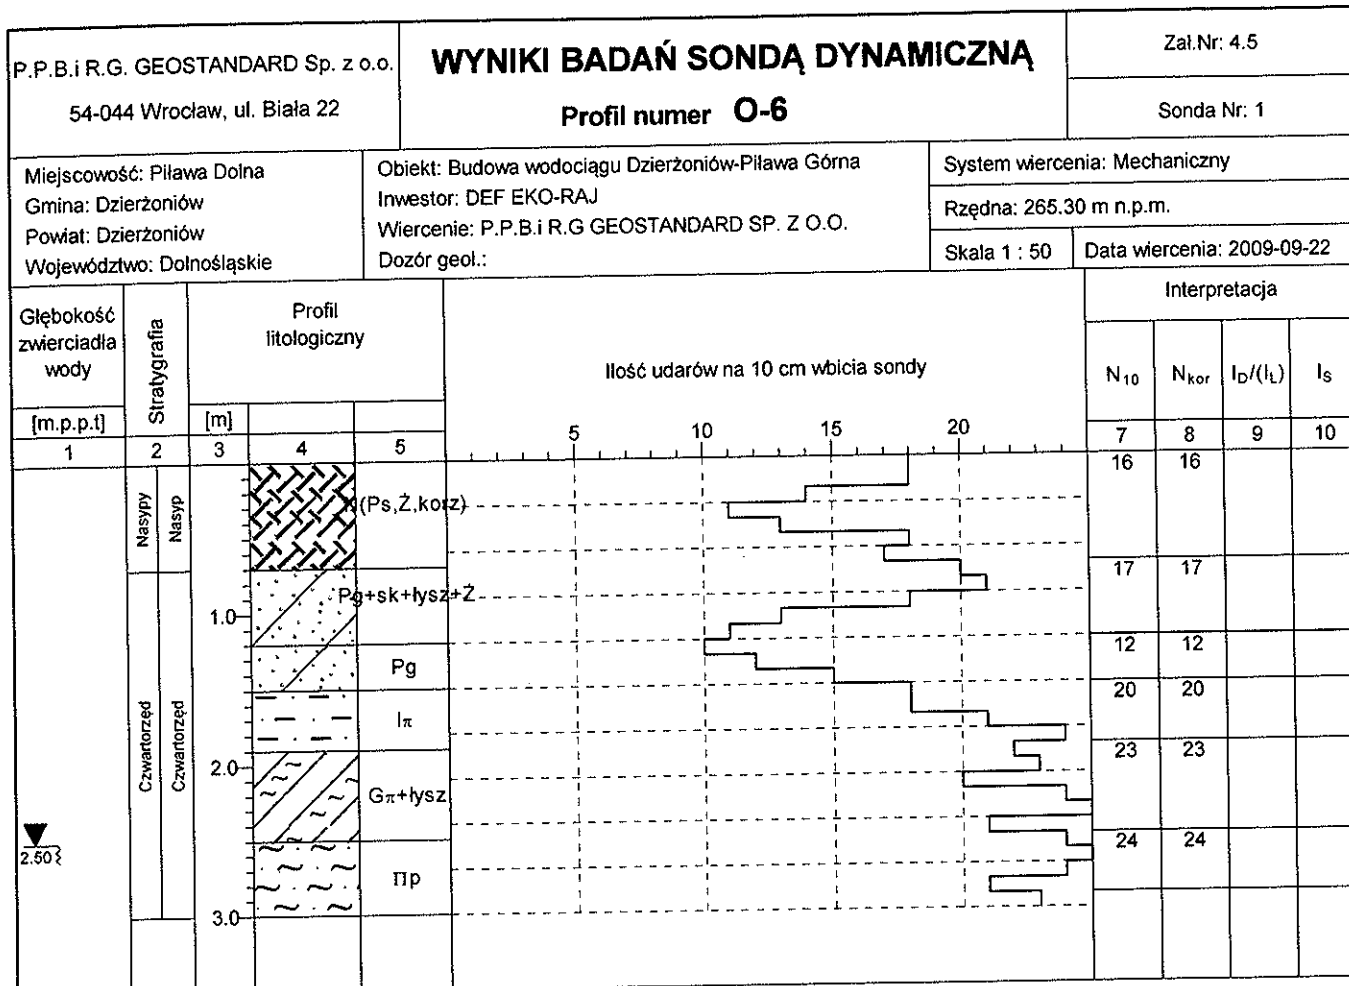 P.P.B.i R.G. GEOSTANDARD Sp. z o.o.
54-044 Wrocław, ul. Biała 22
WYNIKI BADAŃ SONDĄ DYNAMICZNĄ
Profil numer O-6
Zał.Nr: 4.5
Sonda Nr: 1
Miejscowość: Piława Dolna
Gmina: Dzierżoniów
Powiat: Dzierżoniów
Województwo: Dolnośląskie
Obiekt: Budowa wodociągu Dzierżoniów-Piława Górna
Inwestor: DEF EKO-RAJ
Wiercenie: P.P.B.i R.G GEOSTANDARD SP. Z O.O.
Dozór geol.:
System wiercenia: Mechaniczny
Rzędna: 265.30 m n.p.m.
Skala 1 : 50
Data wiercenia: 2009-09-22
Głębokość
zwierciadła
wody
[m.p.p.t]
Stratygrafia
Profil
litologiczny
[m]
Ilość udarów na 10 cm wbicia sondy
Interpretacja
N10 Nkor ID/(IL) IS
5 10 15 20
1 2 3 4 5 7 8 9 10
Nasypy Nasyp
(Ps,Ż,korz)
16 16
Pg+sk+łysz+Ż
17 17
1.0
Pg
12 12
Iπ
20 20
Czwartorzęd Czwartorzęd
2.0
Gπ+łysz
23 23
2.50
Πp
24 24
3.0